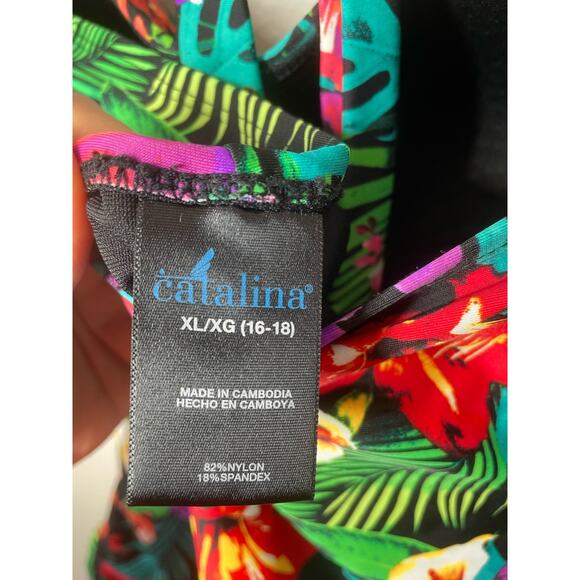 catalina®
XL/XG (16-18)
MADE IN CAMBODIA
HECHO EN CAMBOYA
82%NYLON
18%SPANDEX